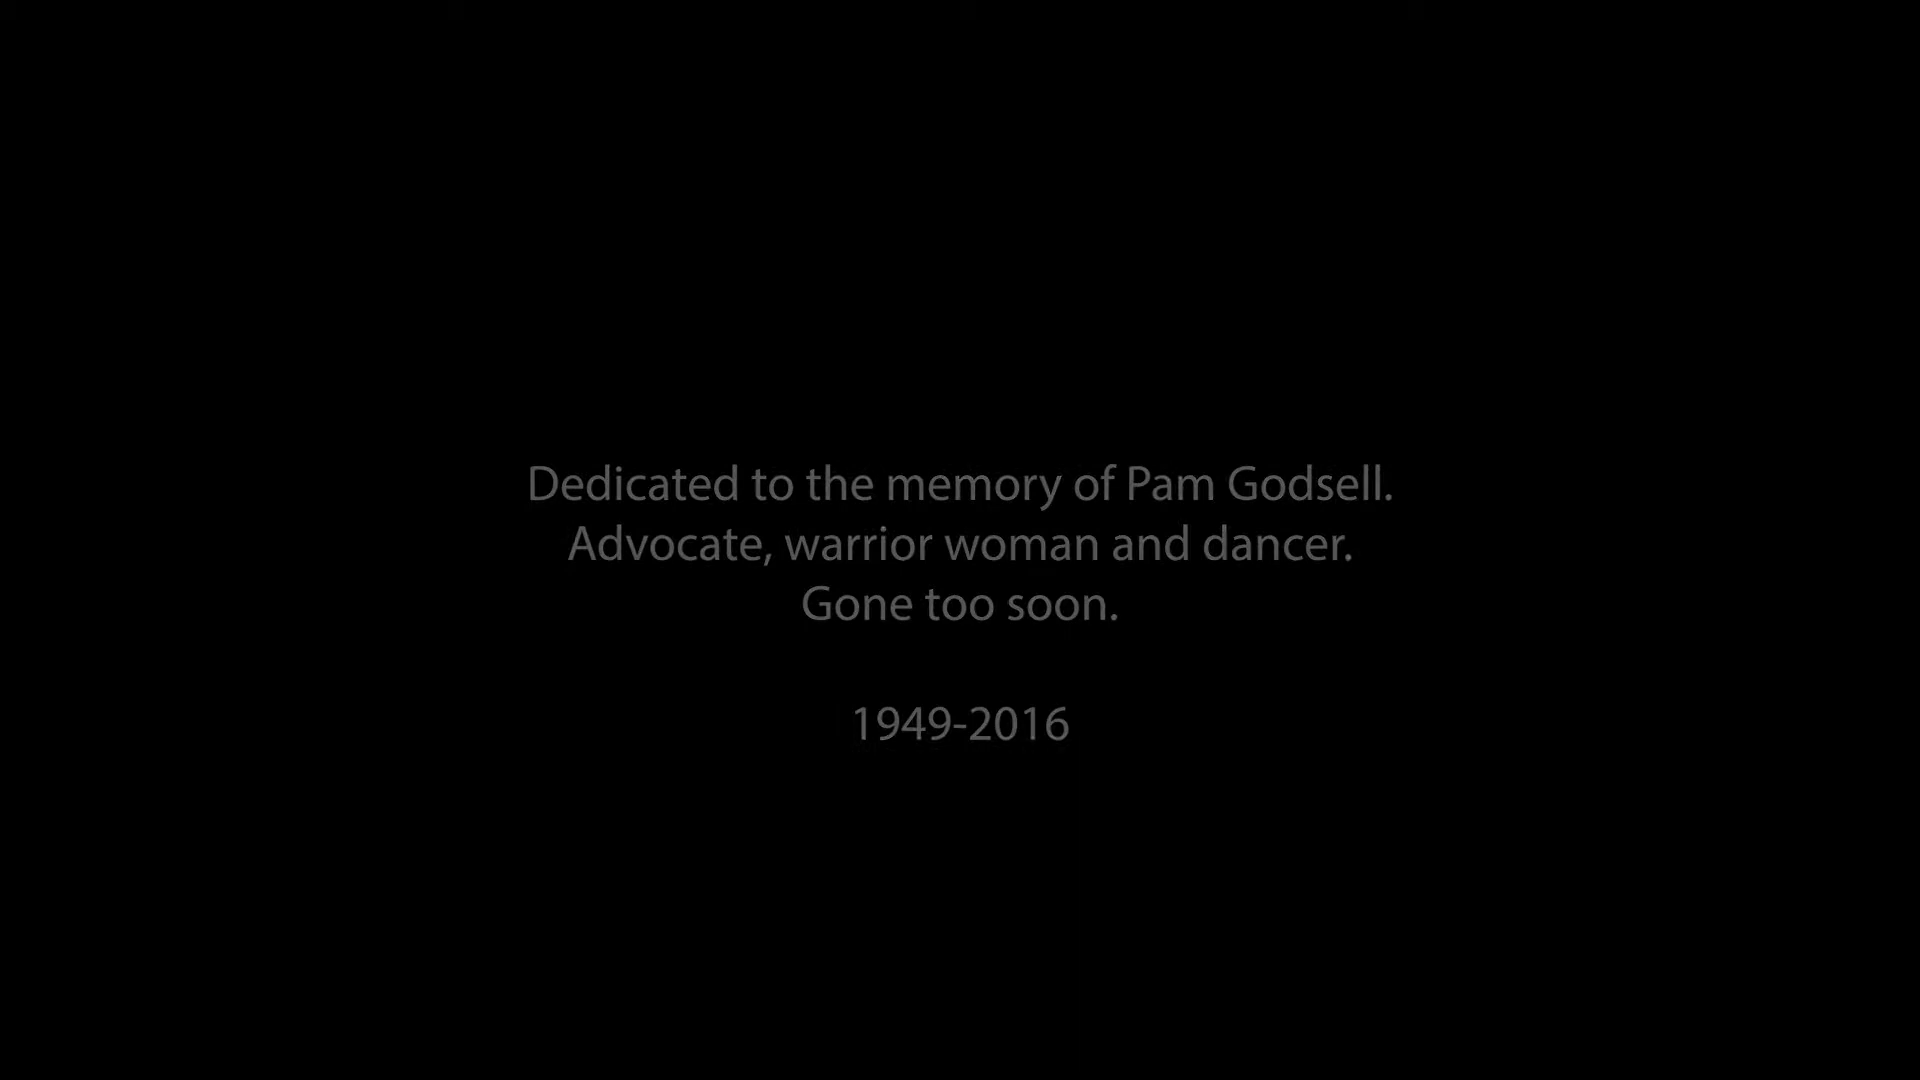 Dedicated to the memory of Pam Godsell.
Advocate, warrior woman and dancer.
Gone too soon.
1949-2016